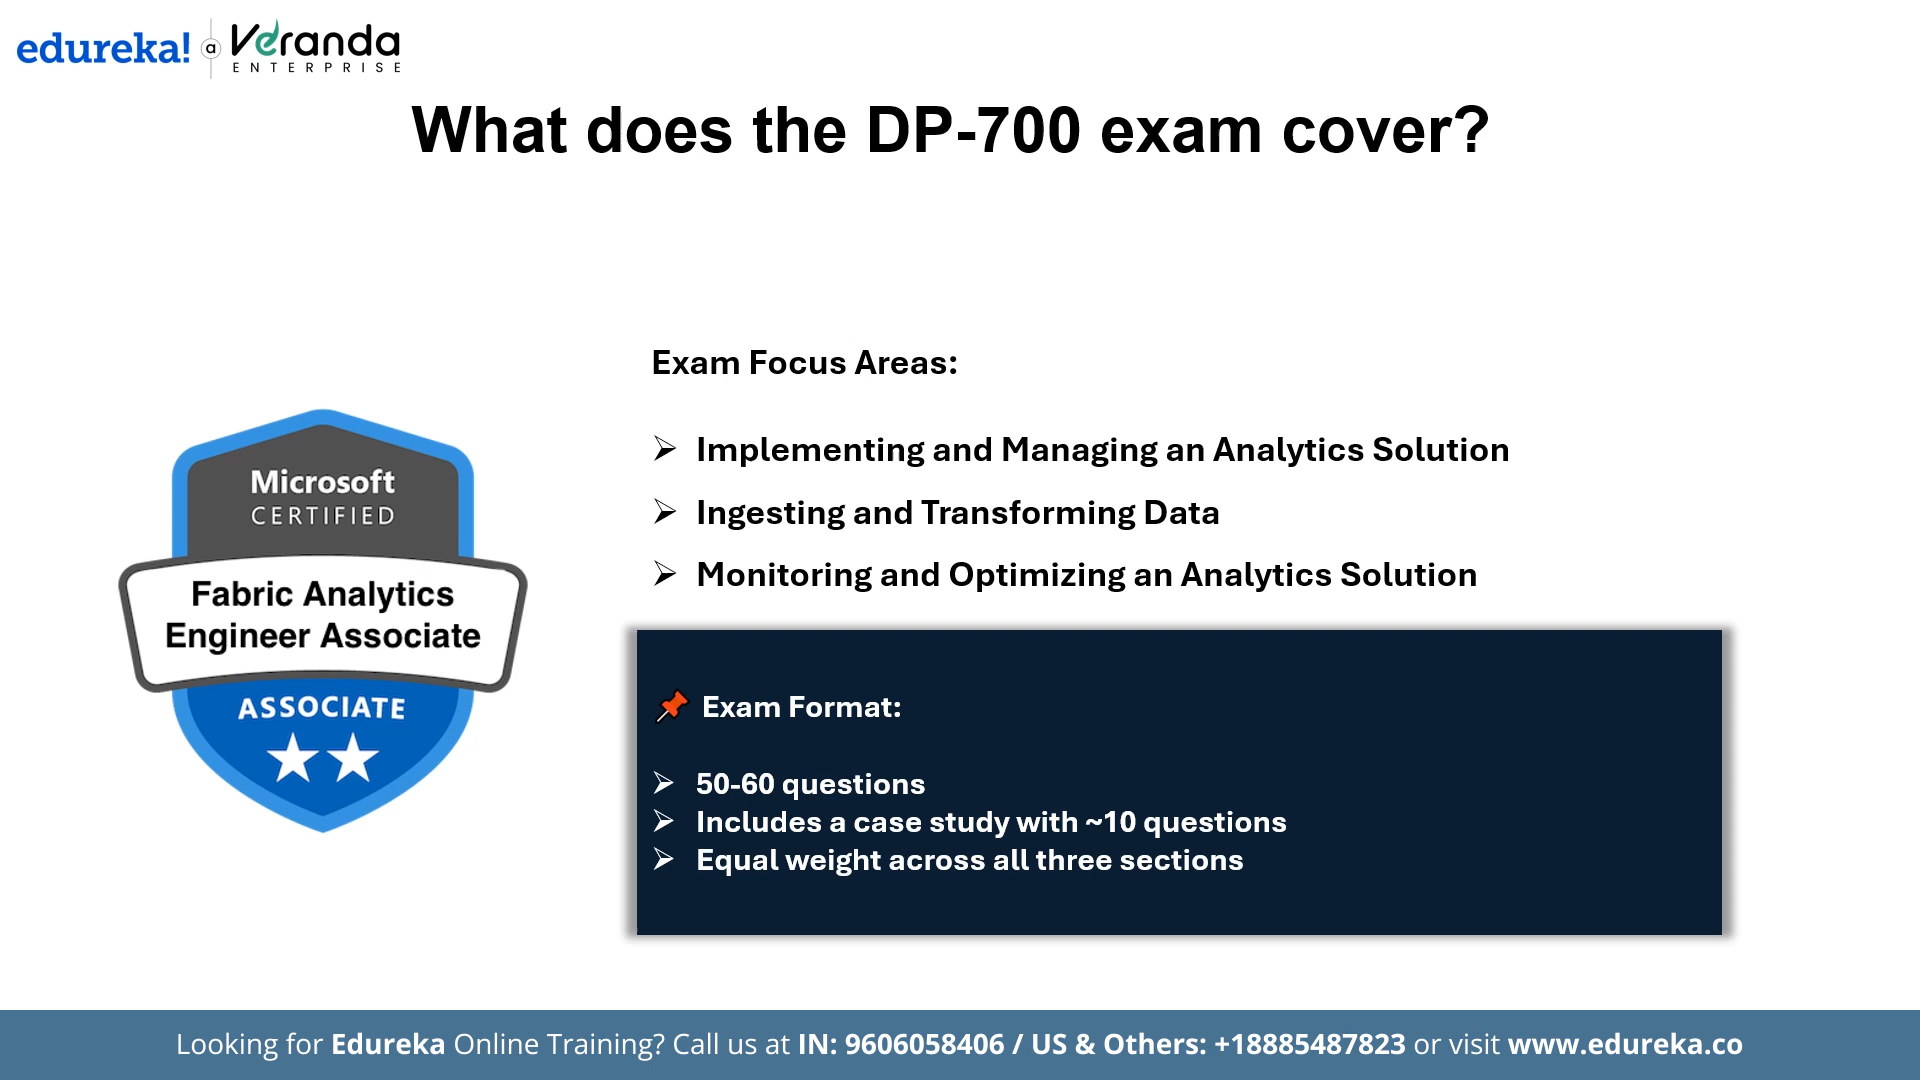 edureka! a Veranda
ENTERPRISE
What does the DP-700 exam cover?
Exam Focus Areas:
➢ Implementing and Managing an Analytics Solution
➢ Ingesting and Transforming Data
➢ Monitoring and Optimizing an Analytics Solution
Microsoft
CERTIFIED
Fabric Analytics
Engineer Associate
ASSOCIATE
📌 Exam Format:
➢ 50-60 questions
➢ Includes a case study with ~10 questions
➢ Equal weight across all three sections
Looking for Edureka Online Training? Call us at IN: 9606058406 / US & Others: +18885487823 or visit www.edureka.co